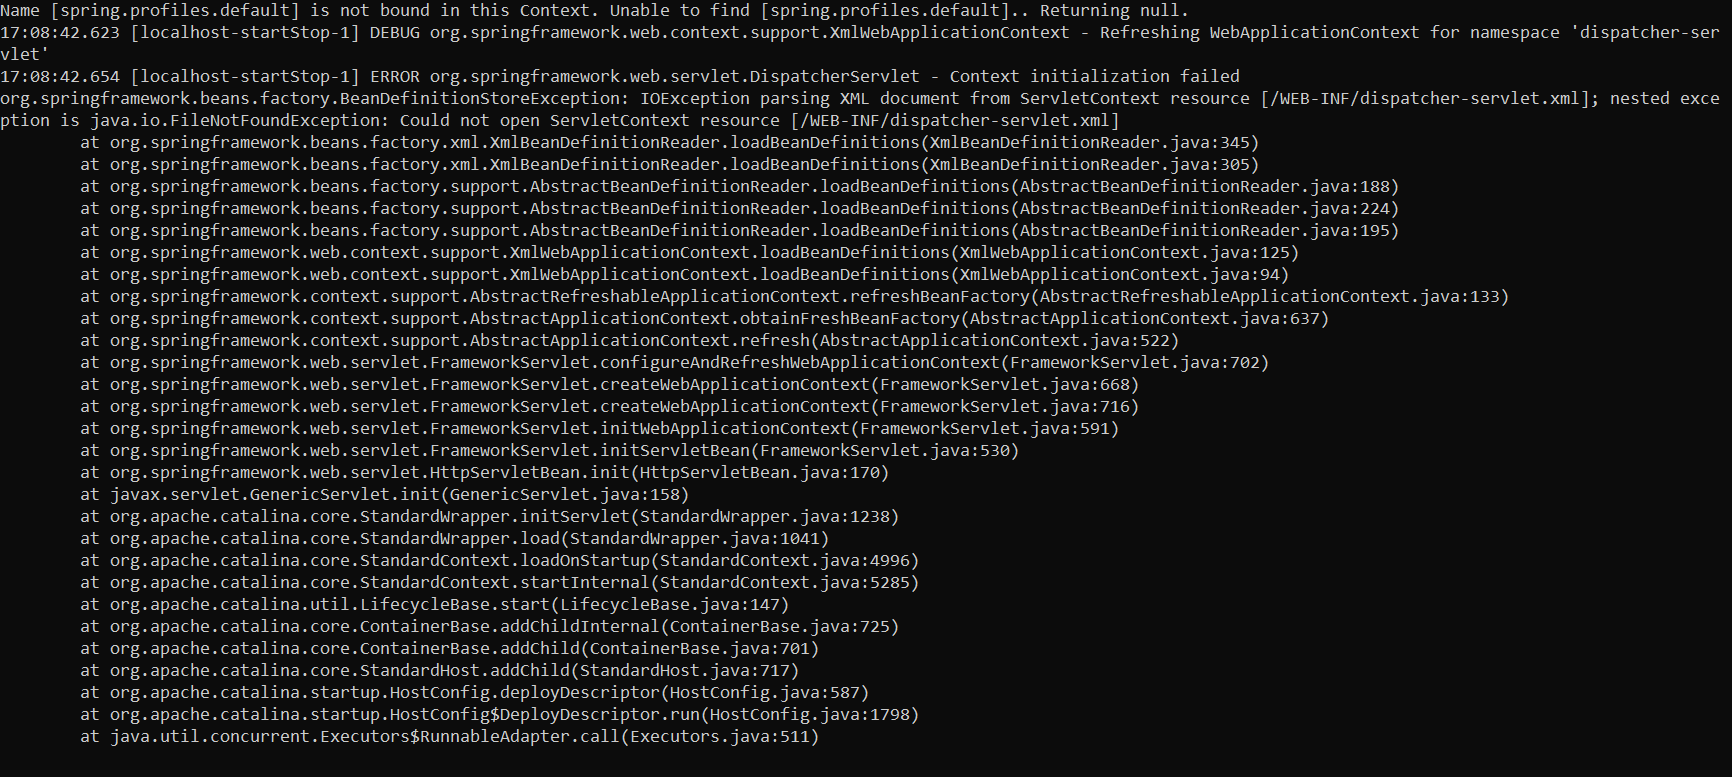 Name [spring.profiles.default] is not bound in this Context. Unable to find [spring.profiles.default].. Returning null.
17:08:42.623 [localhost-startStop-1] DEBUG org.springframework.web.context.support.XmlWebApplicationContext - Refreshing WebApplicationContext for namespace 'dispatcher-ser
vlet'
17:08:42.654 [localhost-startStop-1] ERROR org.springframework.web.servlet.DispatcherServlet - Context initialization failed
org.springframework.beans.factory.BeanDefinitionStoreException: IOException parsing XML document from ServletContext resource [/WEB-INF/dispatcher-servlet.xml]; nested exce
ption is java.io.FileNotFoundException: Could not open ServletContext resource [/WEB-INF/dispatcher-servlet.xml]
        at org.springframework.beans.factory.xml.XmlBeanDefinitionReader.loadBeanDefinitions(XmlBeanDefinitionReader.java:345)
        at org.springframework.beans.factory.xml.XmlBeanDefinitionReader.loadBeanDefinitions(XmlBeanDefinitionReader.java:305)
        at org.springframework.beans.factory.support.AbstractBeanDefinitionReader.loadBeanDefinitions(AbstractBeanDefinitionReader.java:188)
        at org.springframework.beans.factory.support.AbstractBeanDefinitionReader.loadBeanDefinitions(AbstractBeanDefinitionReader.java:224)
        at org.springframework.beans.factory.support.AbstractBeanDefinitionReader.loadBeanDefinitions(AbstractBeanDefinitionReader.java:195)
        at org.springframework.web.context.support.XmlWebApplicationContext.loadBeanDefinitions(XmlWebApplicationContext.java:125)
        at org.springframework.web.context.support.XmlWebApplicationContext.loadBeanDefinitions(XmlWebApplicationContext.java:94)
        at org.springframework.context.support.AbstractRefreshableApplicationContext.refreshBeanFactory(AbstractRefreshableApplicationContext.java:133)
        at org.springframework.context.support.AbstractApplicationContext.obtainFreshBeanFactory(AbstractApplicationContext.java:637)
        at org.springframework.context.support.AbstractApplicationContext.refresh(AbstractApplicationContext.java:522)
        at org.springframework.web.servlet.FrameworkServlet.configureAndRefreshWebApplicationContext(FrameworkServlet.java:702)
        at org.springframework.web.servlet.FrameworkServlet.createWebApplicationContext(FrameworkServlet.java:668)
        at org.springframework.web.servlet.FrameworkServlet.createWebApplicationContext(FrameworkServlet.java:716)
        at org.springframework.web.servlet.FrameworkServlet.initWebApplicationContext(FrameworkServlet.java:591)
        at org.springframework.web.servlet.FrameworkServlet.initServletBean(FrameworkServlet.java:530)
        at org.springframework.web.servlet.HttpServletBean.init(HttpServletBean.java:170)
        at javax.servlet.GenericServlet.init(GenericServlet.java:158)
        at org.apache.catalina.core.StandardWrapper.initServlet(StandardWrapper.java:1238)
        at org.apache.catalina.core.StandardWrapper.load(StandardWrapper.java:1041)
        at org.apache.catalina.core.StandardContext.loadOnStartup(StandardContext.java:4996)
        at org.apache.catalina.core.StandardContext.startInternal(StandardContext.java:5285)
        at org.apache.catalina.util.LifecycleBase.start(LifecycleBase.java:147)
        at org.apache.catalina.core.ContainerBase.addChildInternal(ContainerBase.java:725)
        at org.apache.catalina.core.ContainerBase.addChild(ContainerBase.java:701)
        at org.apache.catalina.core.StandardHost.addChild(StandardHost.java:717)
        at org.apache.catalina.startup.HostConfig.deployDescriptor(HostConfig.java:587)
        at org.apache.catalina.startup.HostConfig$DeployDescriptor.run(HostConfig.java:1798)
        at java.util.concurrent.Executors$RunnableAdapter.call(Executors.java:511)